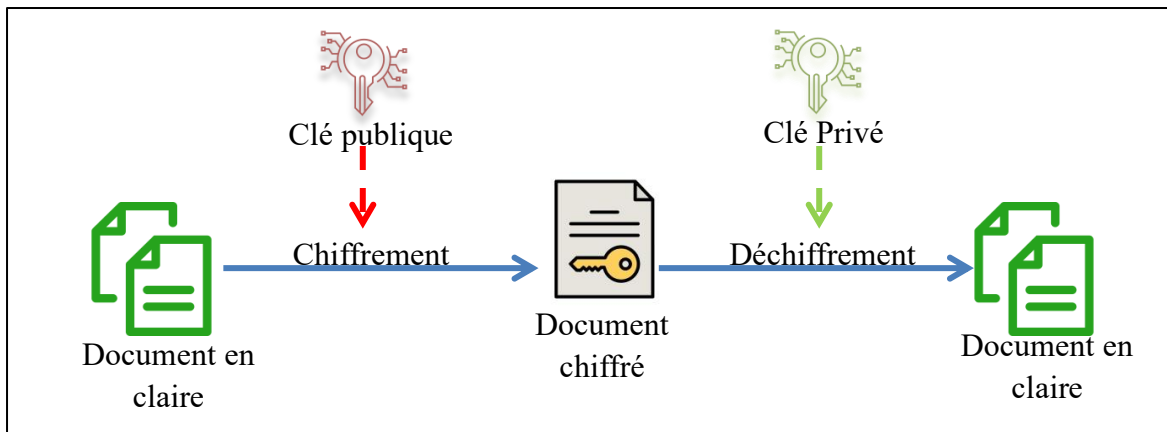 Clé publique
Clé Privé
Chiffrement
Déchiffrement
Document en
claire
Document
chiffré
Document en
claire